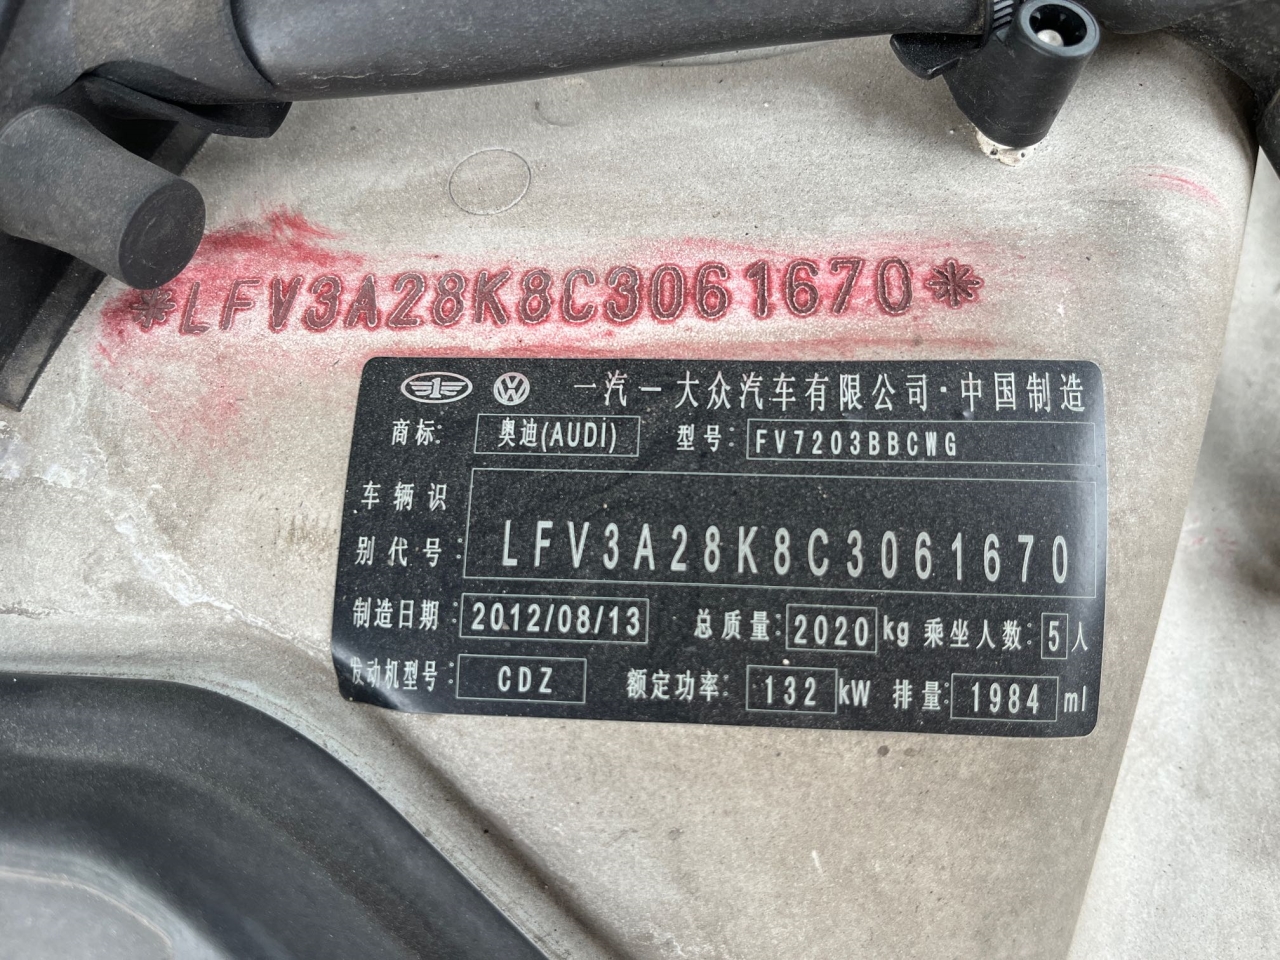 *LFV3A28K8C3061670*
一汽一大众汽车有限公司·中国制造
商标: 奥迪(AUDI) 型号: FV7203BBCWG
车辆识
别代号: LFV3A28K8C3061670
制造日期: 2012/08/13 总质量: 2020 kg 乘坐人数: 5 人
发动机型号: CDZ 额定功率: 132 kW 排量: 1984 ml